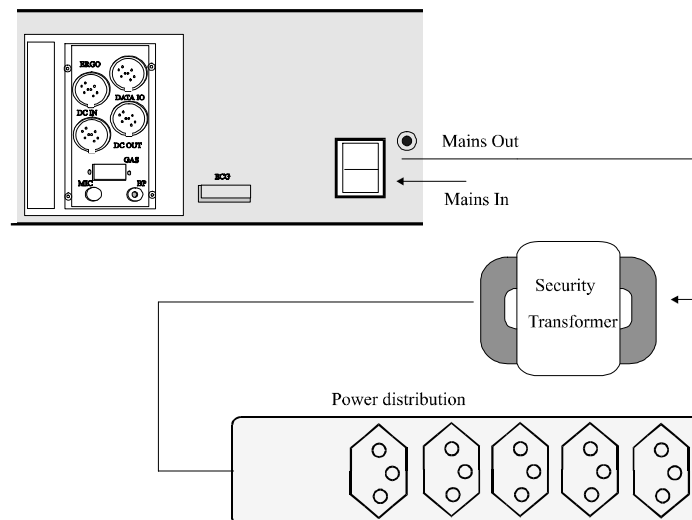 ERGO
DATA IO
DC IN
DC OUT
GAS
MIC
BP
ECG
Mains Out
Mains In
Security
Transformer
Power distribution